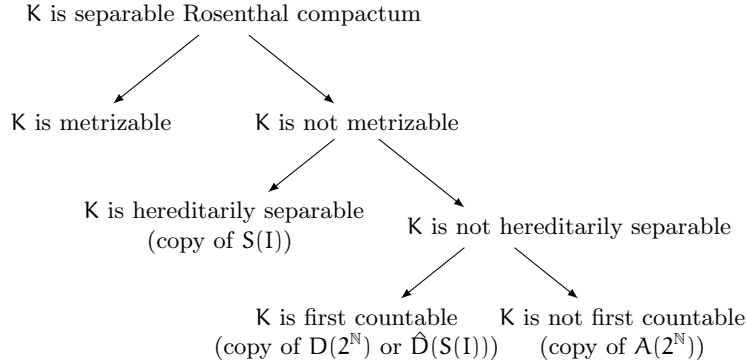 K is separable Rosenthal compactum
K is metrizable
K is not metrizable
K is hereditarily separable
(copy of S(I))
K is not hereditarily separable
K is first countable
(copy of D(2^ℕ) or D̂(S(I)))
K is not first countable
(copy of A(2^ℕ))